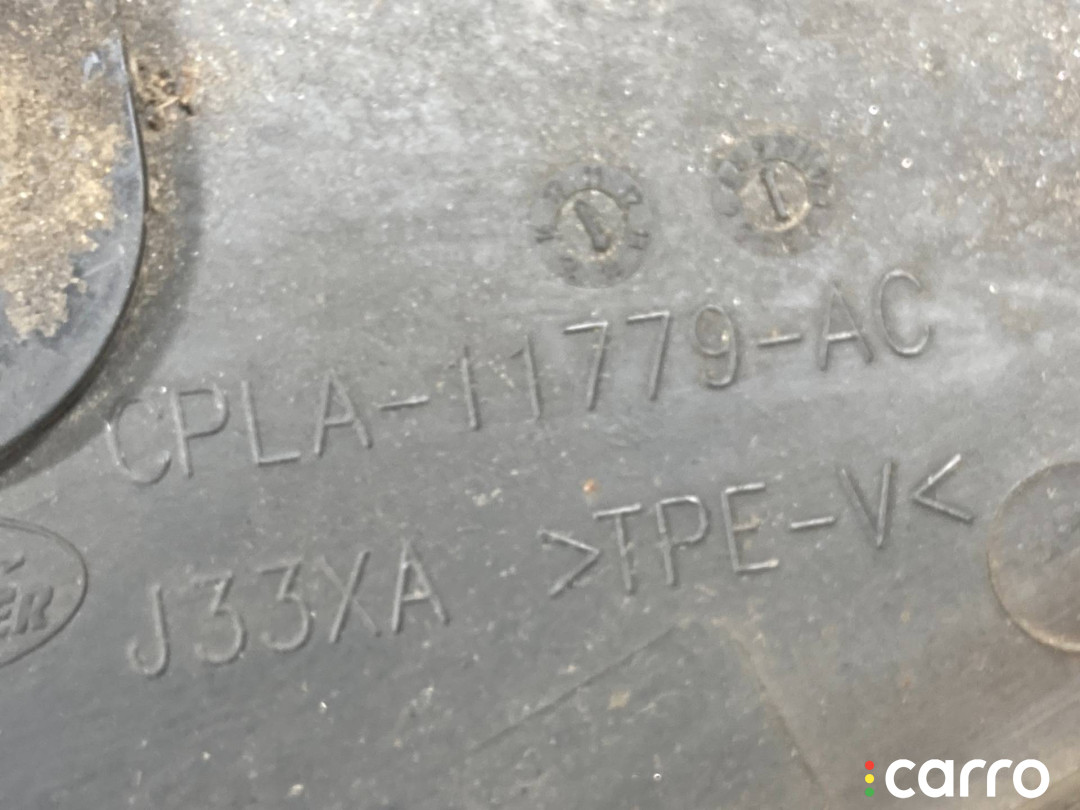 CPLA-11779-AC
J33XA >TPE-V<
carro